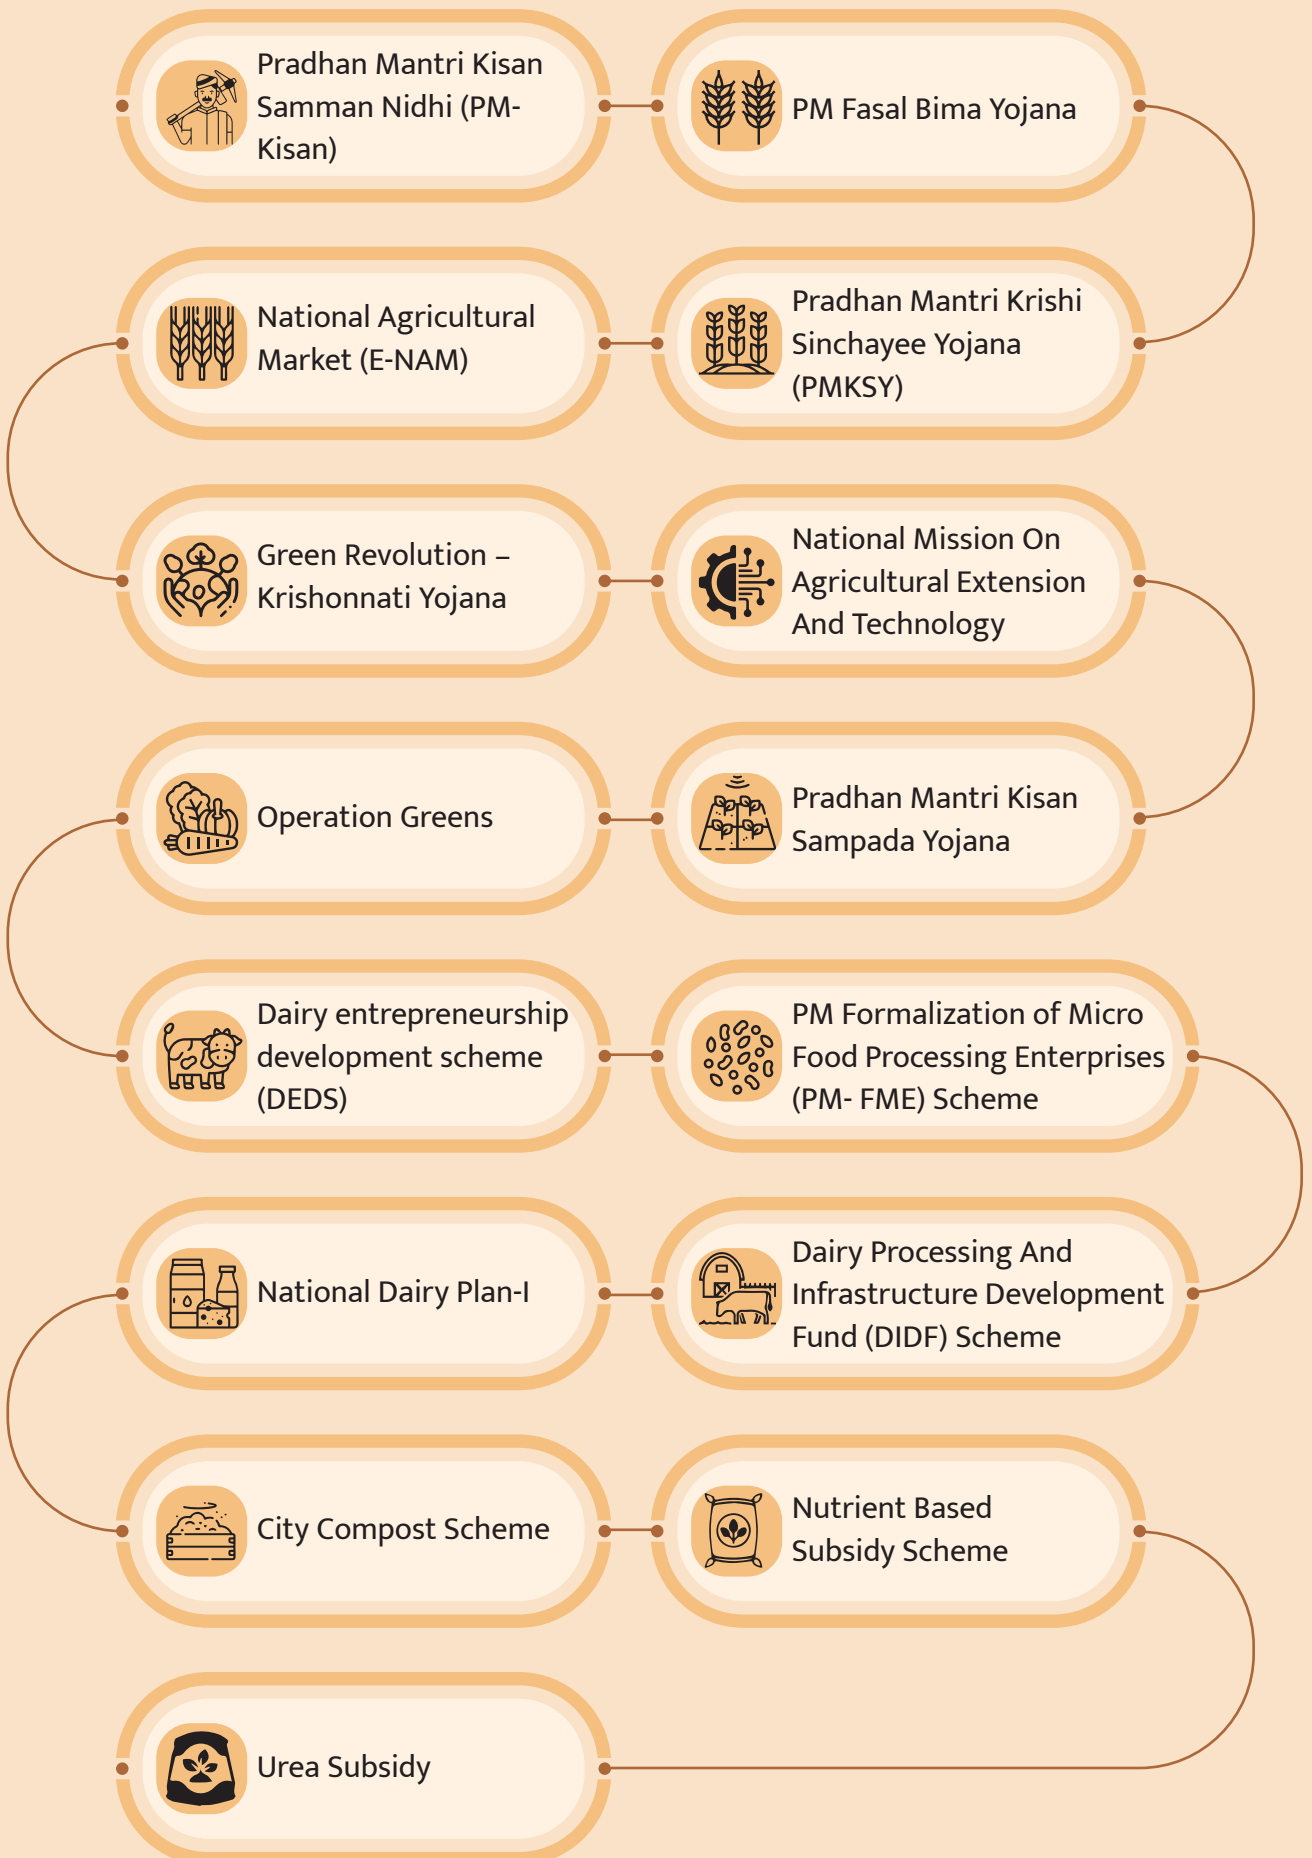 Pradhan Mantri Kisan
Samman Nidhi (PM-
Kisan)
PM Fasal Bima Yojana
Pradhan Mantri Krishi
Sinchayee Yojana
(PMKSY)
National Agricultural
Market (E-NAM)
Green Revolution –
Krishonnati Yojana
National Mission On
Agricultural Extension
And Technology
Pradhan Mantri Kisan
Sampada Yojana
Operation Greens
Dairy entrepreneurship
development scheme
(DEDS)
PM Formalization of Micro
Food Processing Enterprises
(PM- FME) Scheme
Dairy Processing And
Infrastructure Development
Fund (DIDF) Scheme
National Dairy Plan-I
City Compost Scheme
Nutrient Based
Subsidy Scheme
Urea Subsidy